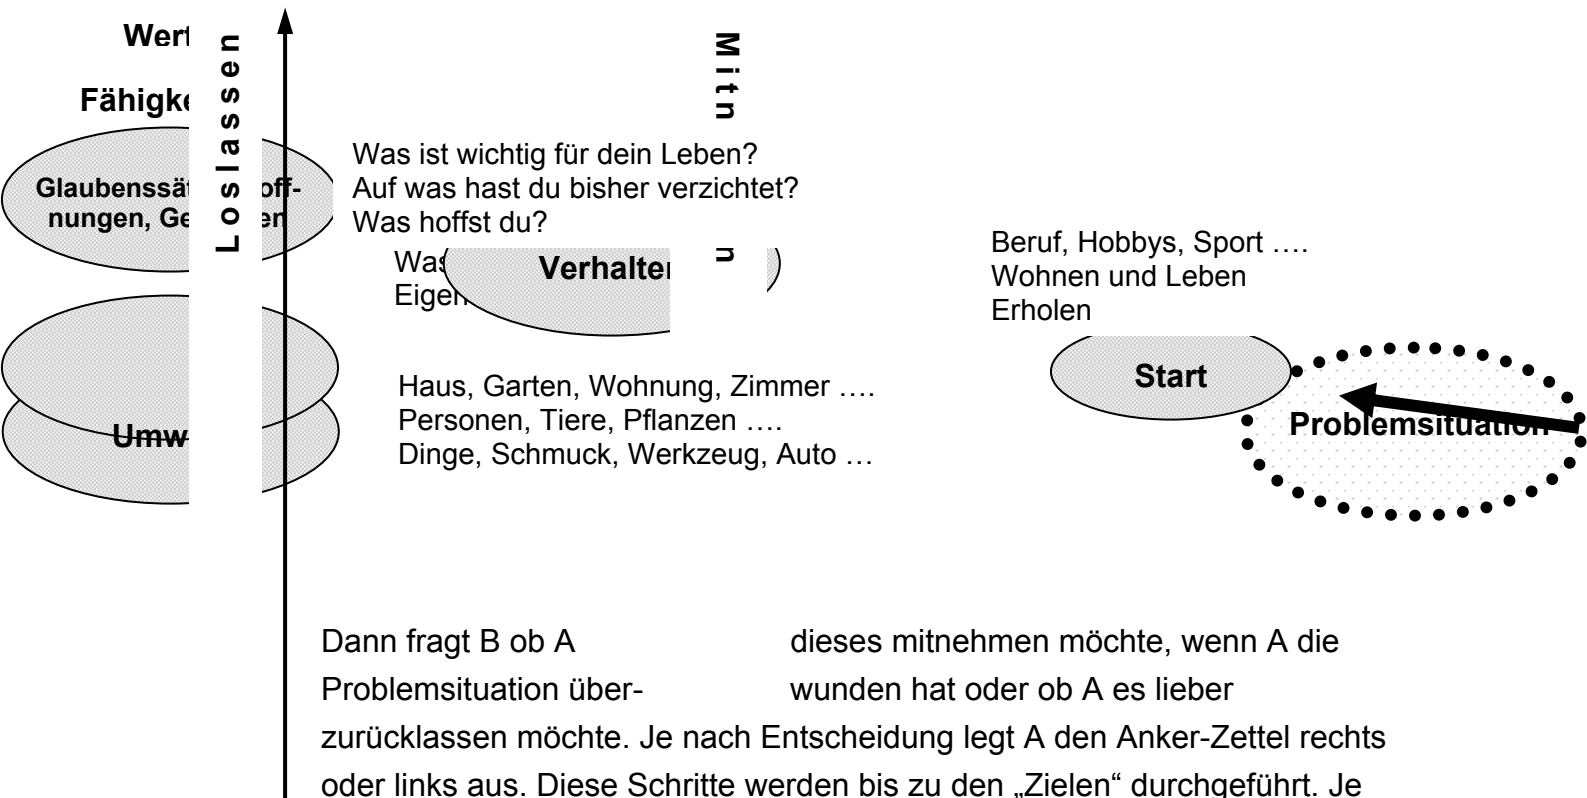 Wert
Fähigke
Loslassen
Mitn
n
Was ist wichtig für dein Leben?
Auf was hast du bisher verzichtet?
Was hoffst du?
Glaubenssät off-
nungen, Ge en
Was
Eigen
Verhalten
Beruf, Hobbys, Sport ….
Wohnen und Leben
Erholen
Start
Problemsituation
Haus, Garten, Wohnung, Zimmer ….
Personen, Tiere, Pflanzen ….
Dinge, Schmuck, Werkzeug, Auto …
Umw
Dann fragt B ob A dieses mitnehmen möchte, wenn A die
Problemsituation über- wunden hat oder ob A es lieber
zurücklassen möchte. Je nach Entscheidung legt A den Anker-Zettel rechts
oder links aus. Diese Schritte werden bis zu den „Zielen“ durchgeführt. Je